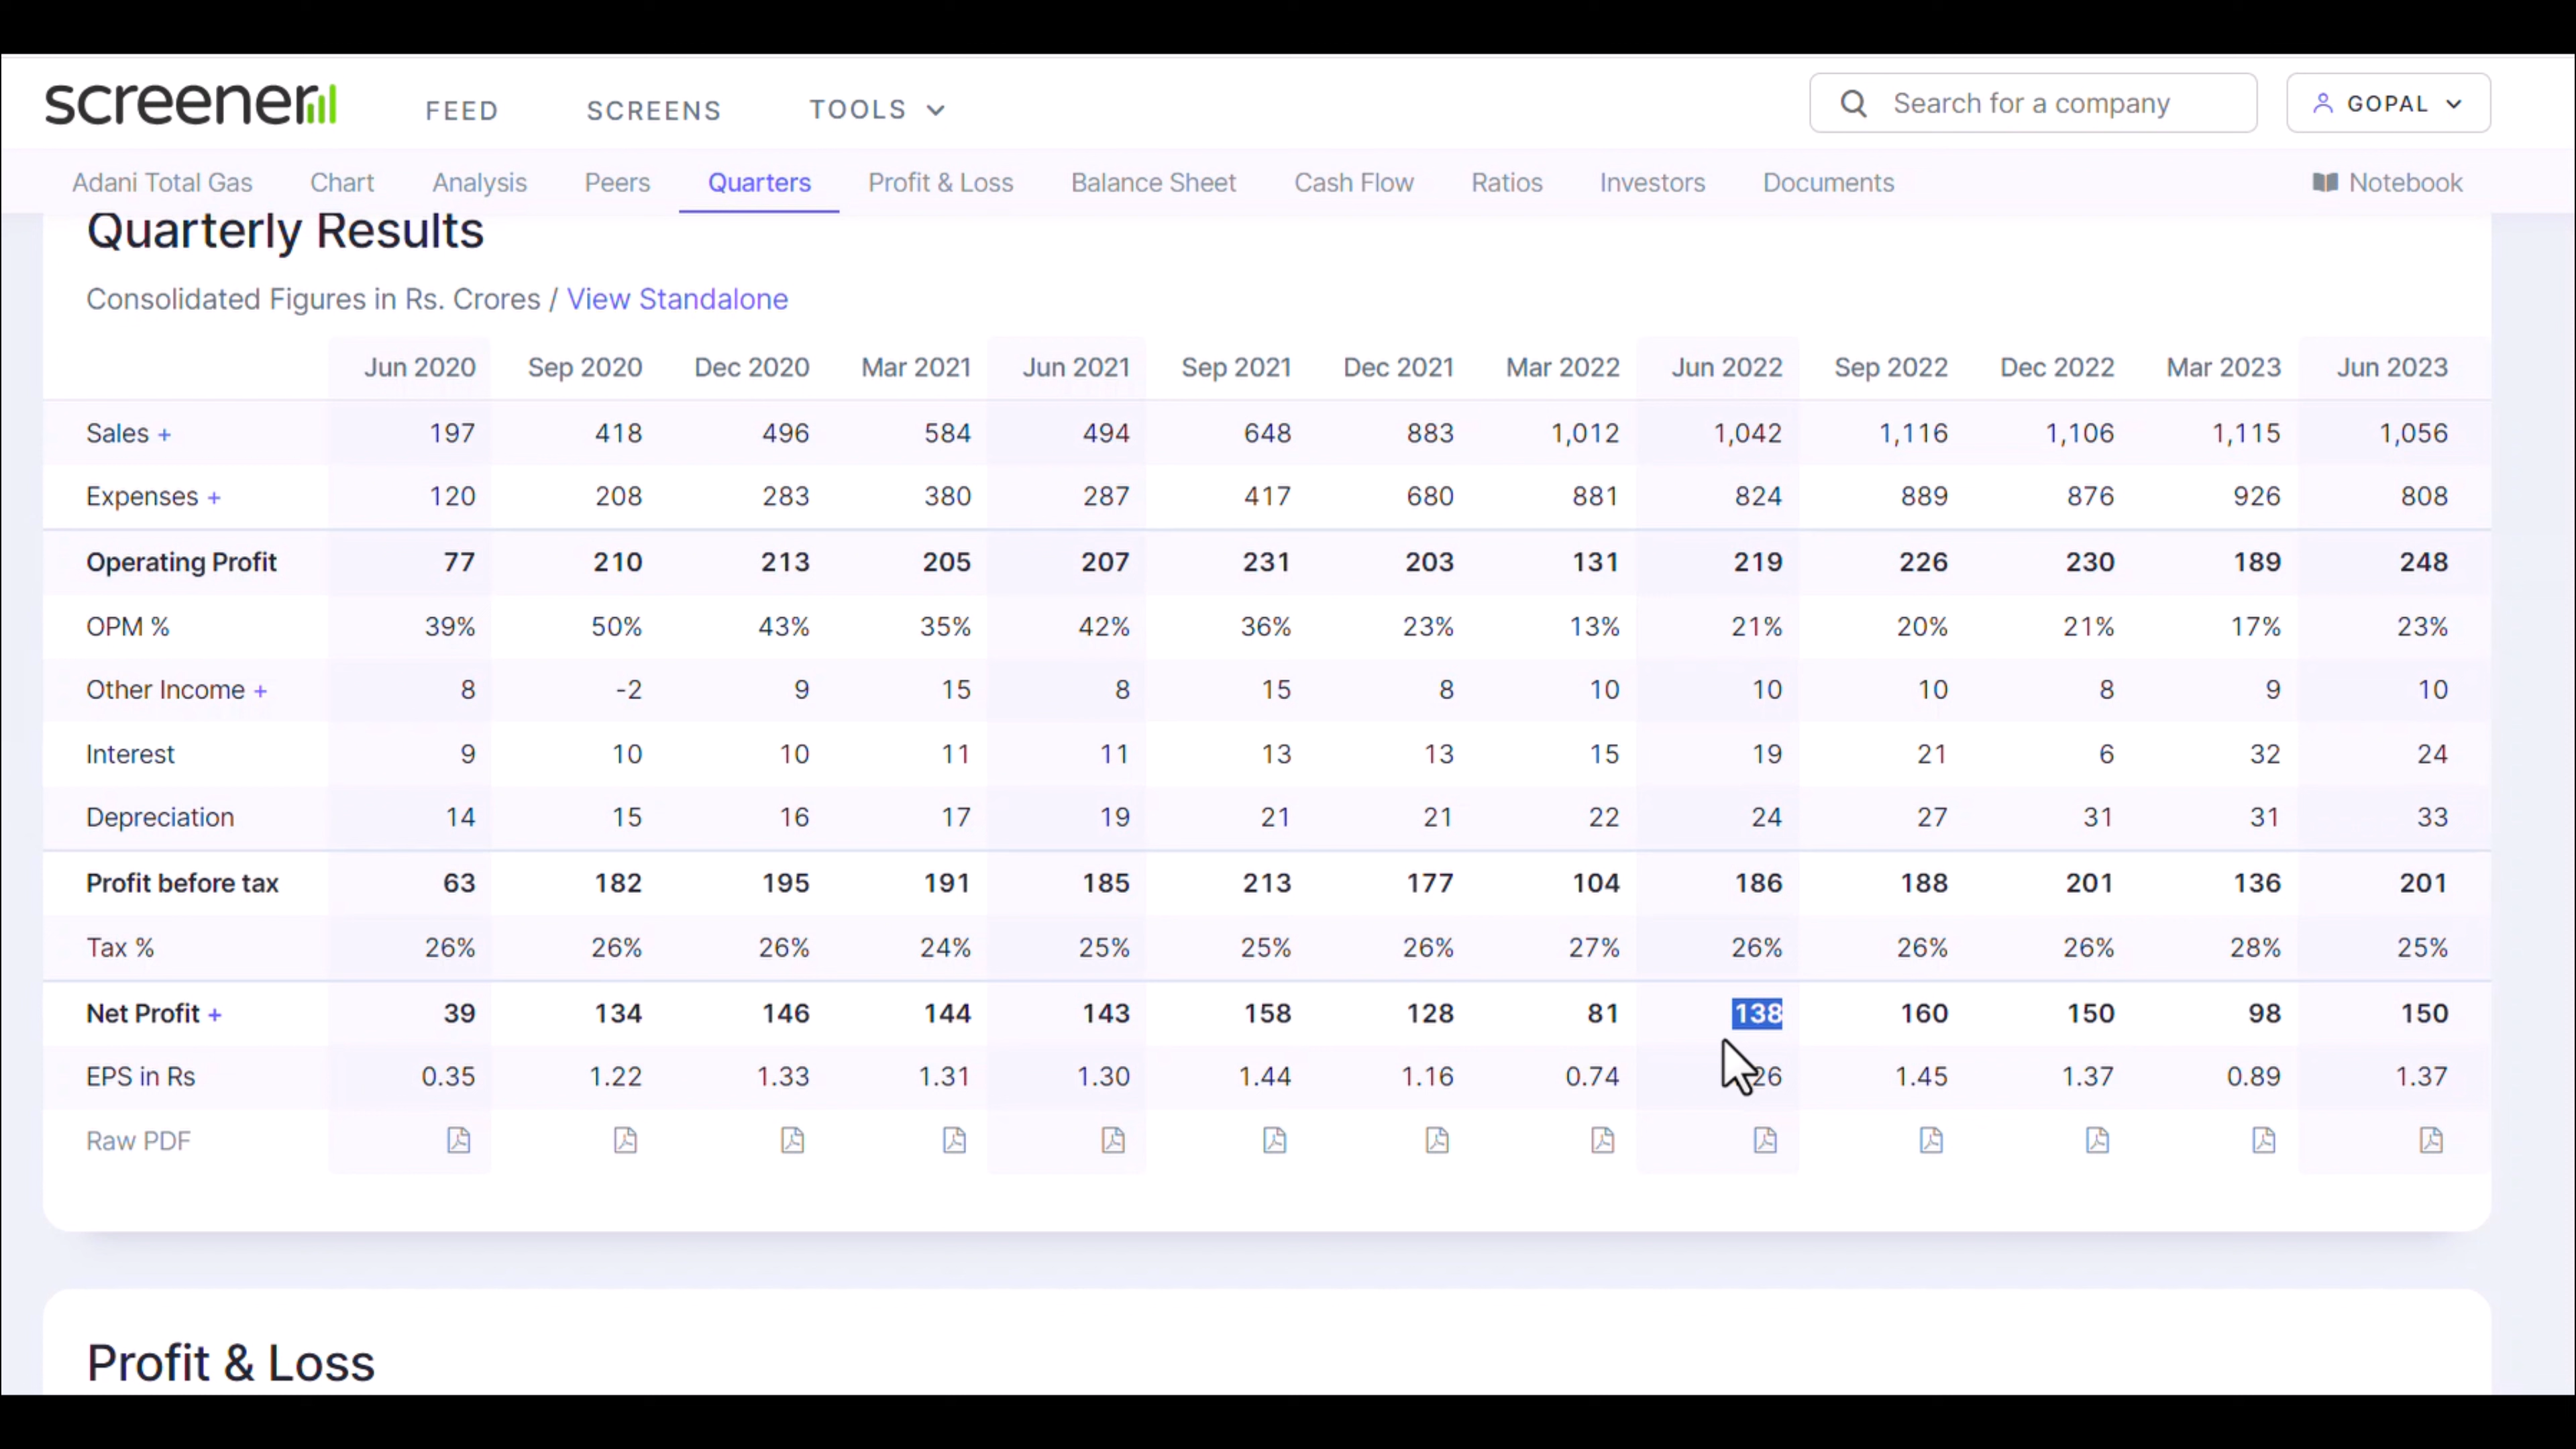 screener
FEED SCREENS TOOLS
Search for a company
GOPAL
Adani Total Gas Chart Analysis Peers Quarters Profit & Loss Balance Sheet Cash Flow Ratios Investors Documents Notebook
Quarterly Results
Consolidated Figures in Rs. Crores / View Standalone
Jun 2020 Sep 2020 Dec 2020 Mar 2021 Jun 2021 Sep 2021 Dec 2021 Mar 2022 Jun 2022 Sep 2022 Dec 2022 Mar 2023 Jun 2023
Sales + 197 418 496 584 494 648 883 1,012 1,042 1,116 1,106 1,115 1,056
Expenses + 120 208 283 380 287 417 680 881 824 889 876 926 808
Operating Profit 77 210 213 205 207 231 203 131 219 226 230 189 248
OPM % 39% 50% 43% 35% 42% 36% 23% 13% 21% 20% 21% 17% 23%
Other Income + 8 -2 9 15 8 15 8 10 10 10 8 9 10
Interest 9 10 10 11 11 13 13 15 19 21 6 32 24
Depreciation 14 15 16 17 19 21 21 22 24 27 31 31 33
Profit before tax 63 182 195 191 185 213 177 104 186 188 201 136 201
Tax % 26% 26% 26% 24% 25% 25% 26% 27% 26% 26% 26% 28% 25%
Net Profit + 39 134 146 144 143 158 128 81 138 160 150 98 150
EPS in Rs 0.35 1.22 1.33 1.31 1.30 1.44 1.16 0.74 26 1.45 1.37 0.89 1.37
Raw PDF
Profit & Loss